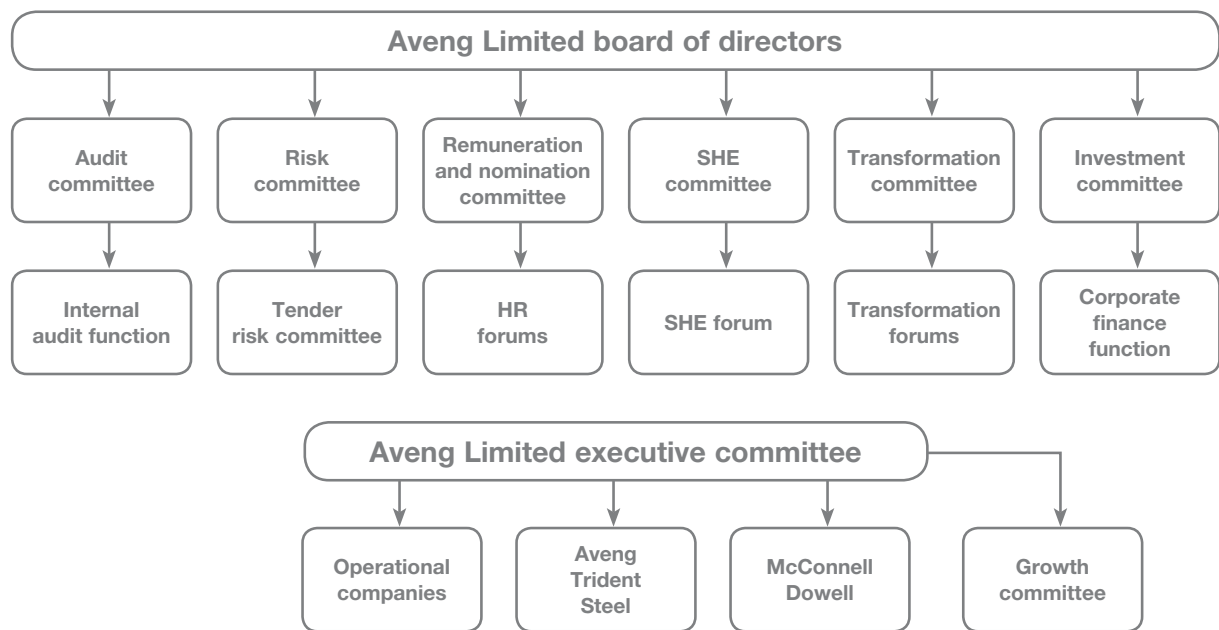 Aveng Limited board of directors
Audit
committee
Risk
committee
Remuneration
and nomination
committee
SHE
committee
Transformation
committee
Investment
committee
Internal
audit function
Tender
risk committee
HR
forums
SHE forum
Transformation
forums
Corporate
finance
function
Aveng Limited executive committee
Operational
companies
Aveng
Trident
Steel
McConnell
Dowell
Growth
committee